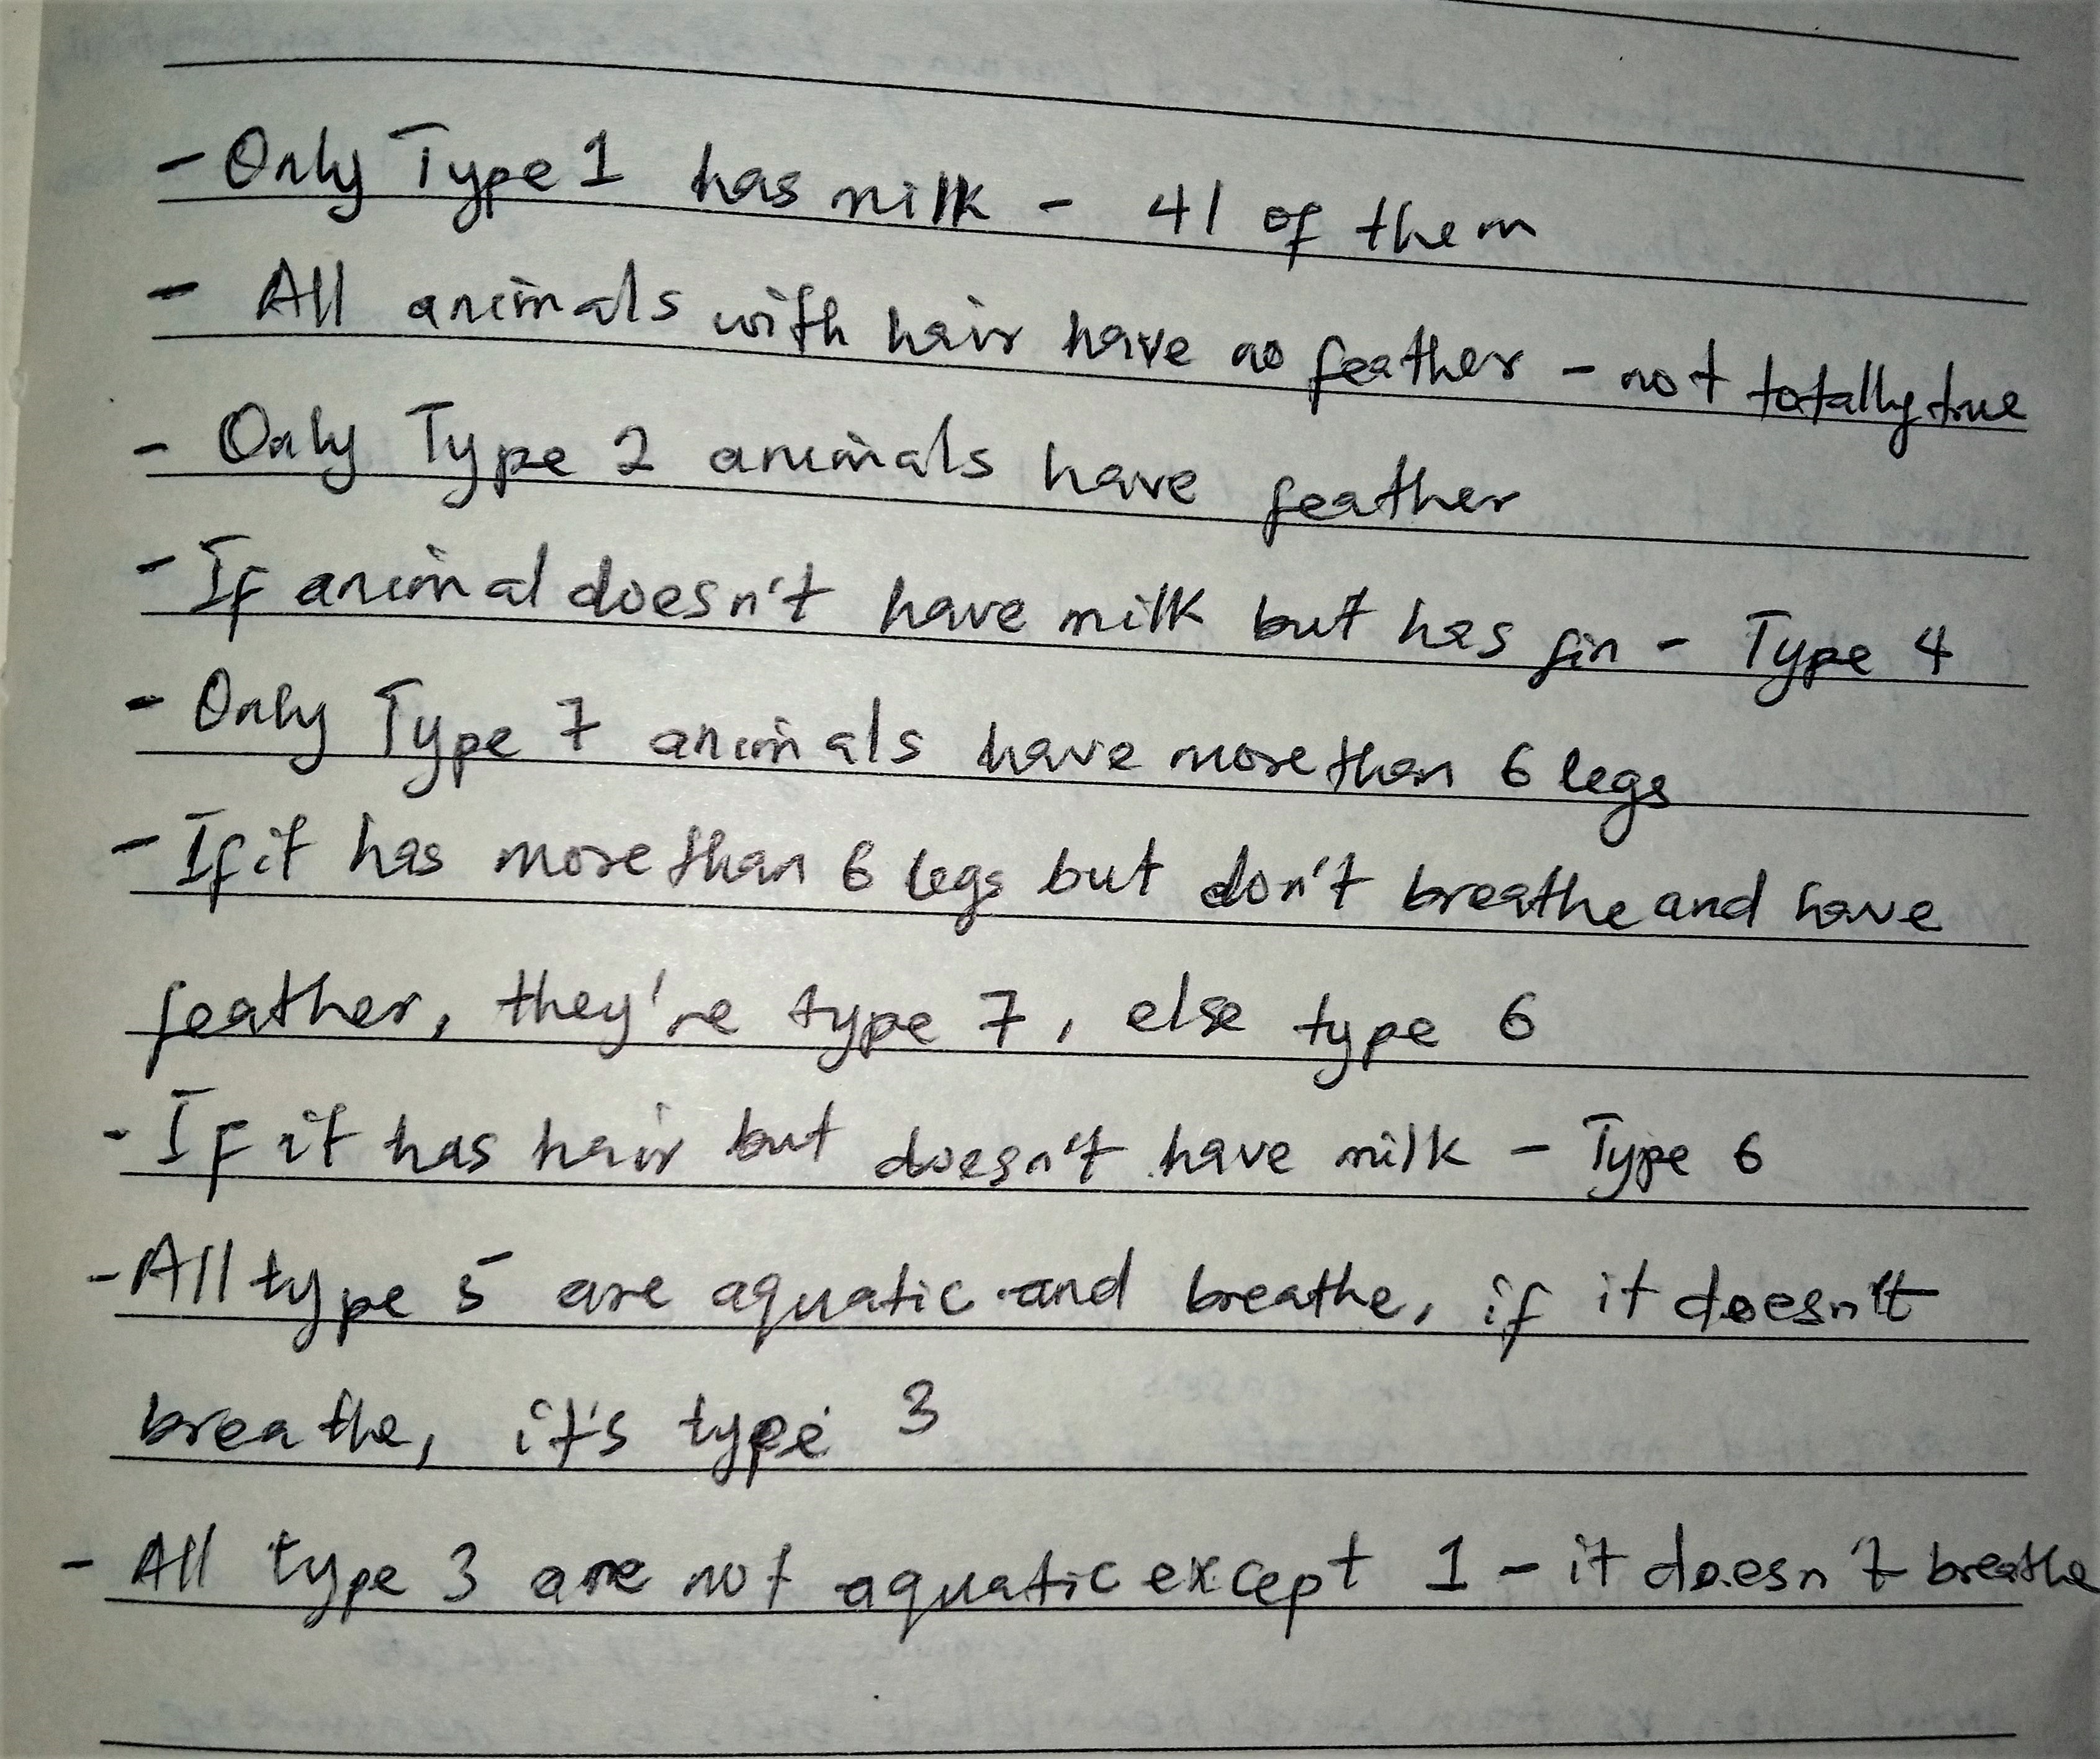 - Only Type 1 has milk - 41 of them
- All animals with hair have no feather - not totally true
- Only Type 2 animals have feather
- If animal doesn't have milk but has fin - Type 4
- Only Type 7 animals have more than 6 legs
- If it has more than 6 legs but don't breathe and have
feather, they're type 7, else type 6
- If it has hair but doesn't have milk - Type 6
- All type 5 are aquatic and breathe, if it doesn't
breathe, it's type 3
- All type 3 are not aquatic except 1 - it doesn't breathe